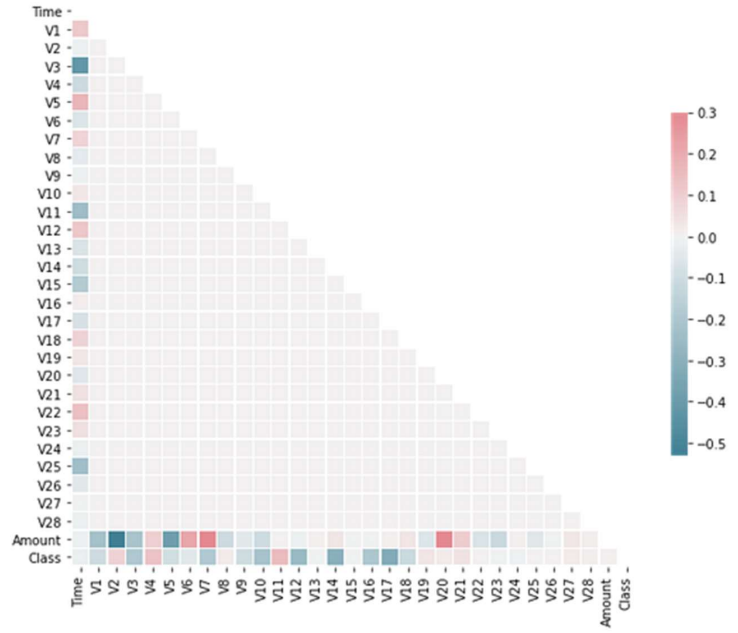 Time
V1
V2
V3
V4
V5
V6
V7
V8
V9
V10
V11
V12
V13
V14
V15
V16
V17
V18
V19
V20
V21
V22
V23
V24
V25
V26
V27
V28
Amount
Class
0.3
0.2
0.1
0.0
−0.1
−0.2
−0.3
−0.4
−0.5
Time
V1
V2
V3
V4
V5
V6
V7
V8
V9
V10
V11
V12
V13
V14
V15
V16
V17
V18
V19
V20
V21
V22
V23
V24
V25
V26
V27
V28
Amount
Class